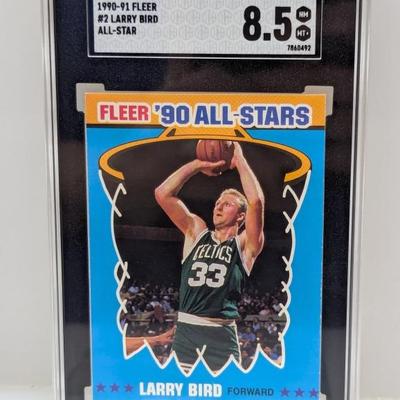 1990-91 FLEER
#2 LARRY BIRD
ALL-STAR
8.5
NM
MT+
7860492
FLEER '90 ALL-STARS
CELTICS
33
LARRY BIRD FORWARD